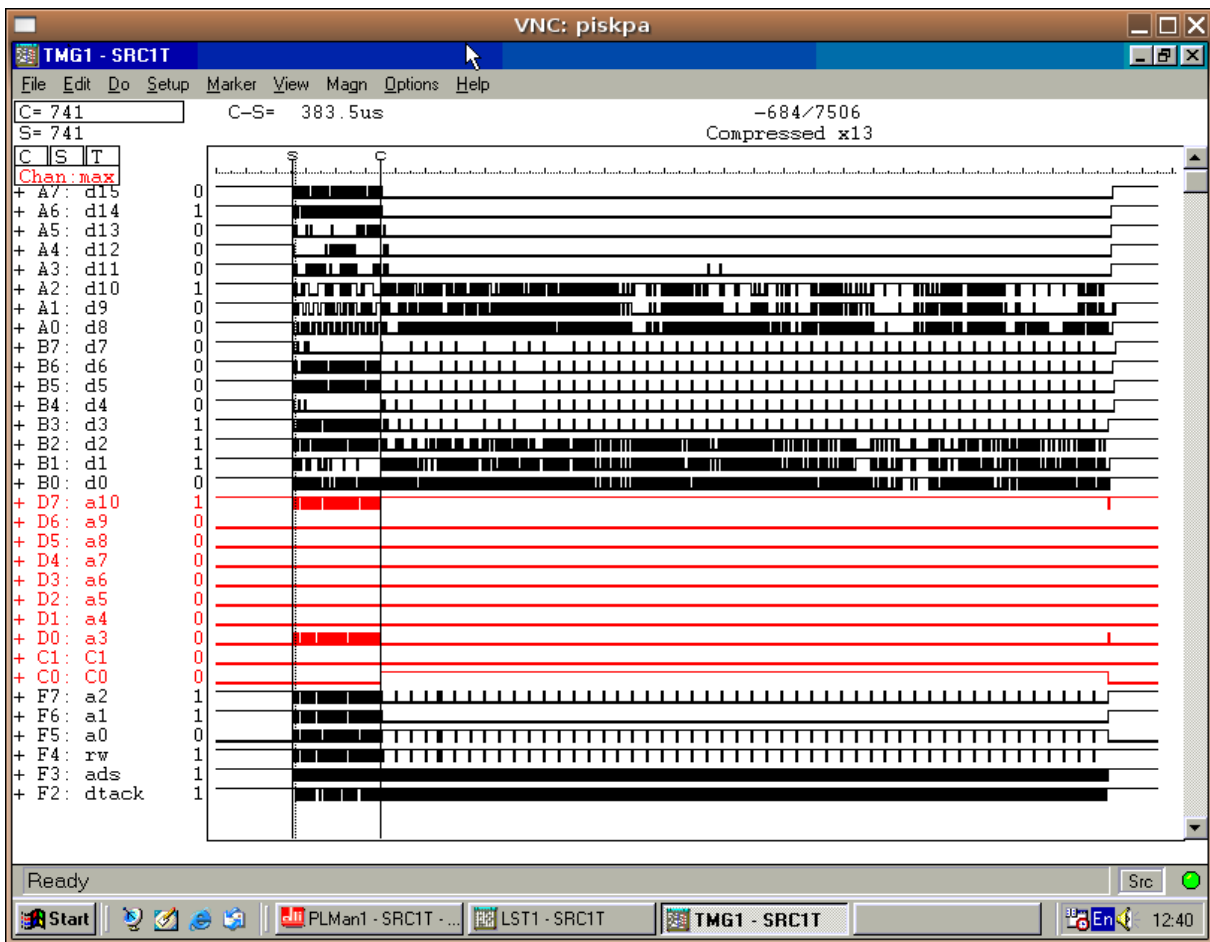 VNC: piskpa
TMG1 - SRC1T
File Edit Do Setup Marker View Magn Options Help
C= 741 C-S= 383.5us -684/7506
S= 741 Compressed x13
C S T
S C
Chan:max
+ A7: d15 0
+ A6: d14 1
+ A5: d13 0
+ A4: d12 0
+ A3: d11 0
+ A2: d10 1
+ A1: d9 0
+ A0: d8 0
+ B7: d7 0
+ B6: d6 0
+ B5: d5 0
+ B4: d4 0
+ B3: d3 1
+ B2: d2 1
+ B1: d1 1
+ B0: d0 0
+ D7: a10 1
+ D6: a9 0
+ D5: a8 0
+ D4: a7 0
+ D3: a6 0
+ D2: a5 0
+ D1: a4 0
+ D0: a3 0
+ C1: C1 0
+ C0: C0 0
+ F7: a2 1
+ F6: a1 1
+ F5: a0 0
+ F4: rw 1
+ F3: ads 1
+ F2: dtack 1
Ready Src
Start PLMan1 - SRC1T - ... LST1 - SRC1T TMG1 - SRC1T En 12:40